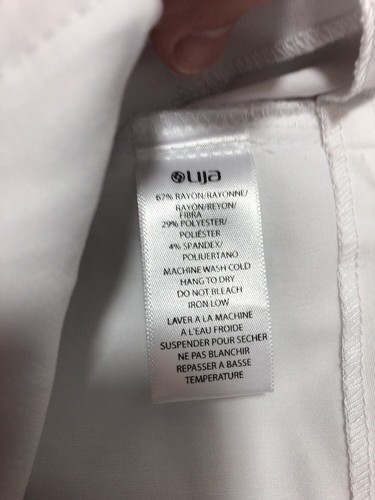 Lija
67% RAYON/RAYONNE/
RAYÓN/REYON/
FIBRA
29% POLYESTER/
POLIÉSTER
4% SPANDEX/
POLIUERTANO
MACHINE WASH COLD
HANG TO DRY
DO NOT BLEACH
IRON LOW
LAVER A LA MACHINE
A L'EAU FROIDE
SUSPENDER POUR SECHER
NE PAS BLANCHIR
REPASSER A BASSE
TEMPERATURE